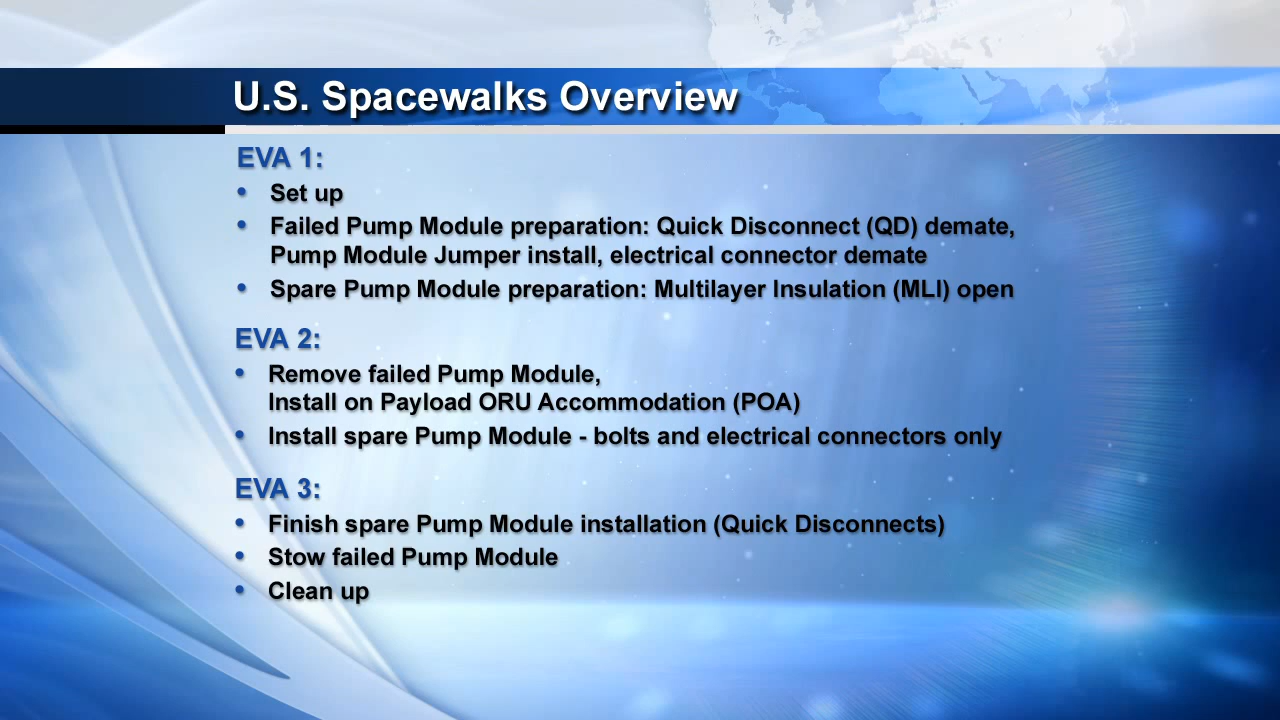 U.S. Spacewalks Overview
EVA 1:
• Set up
• Failed Pump Module preparation: Quick Disconnect (QD) demate,
Pump Module Jumper install, electrical connector demate
• Spare Pump Module preparation: Multilayer Insulation (MLI) open
EVA 2:
• Remove failed Pump Module,
Install on Payload ORU Accommodation (POA)
• Install spare Pump Module - bolts and electrical connectors only
EVA 3:
• Finish spare Pump Module installation (Quick Disconnects)
• Stow failed Pump Module
• Clean up